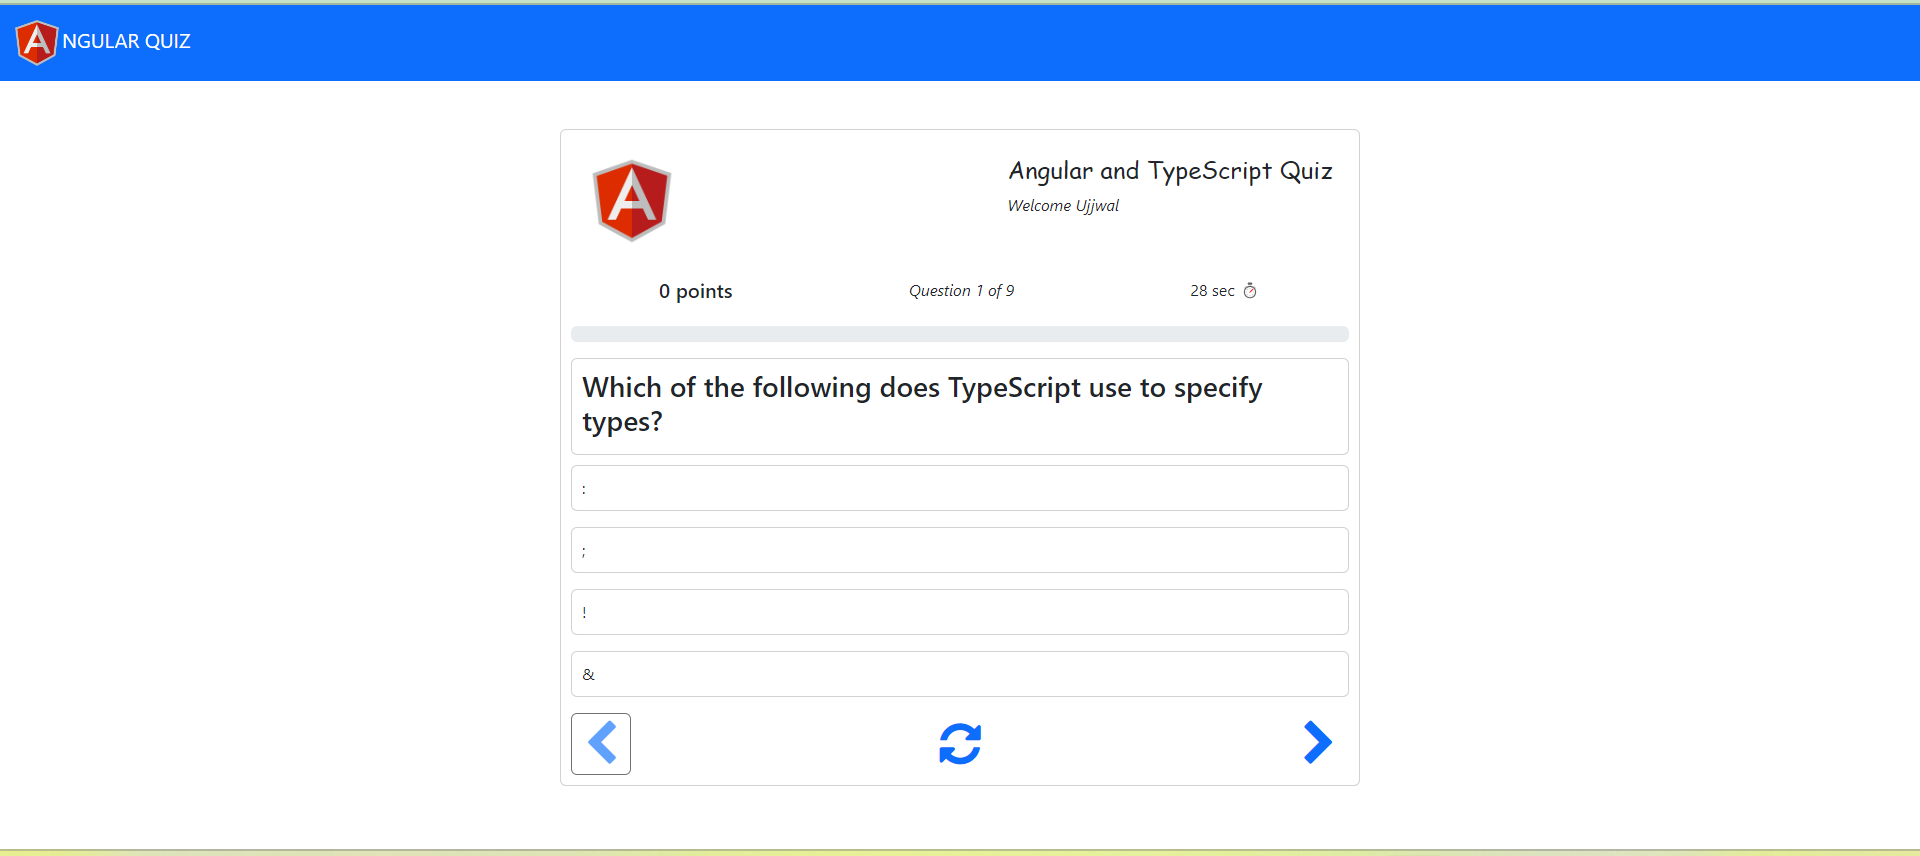 NGULAR QUIZ
Angular and TypeScript Quiz
Welcome Ujjwal
0 points
Question 1 of 9
28 sec
Which of the following does TypeScript use to specify
types?
:
;
!
&